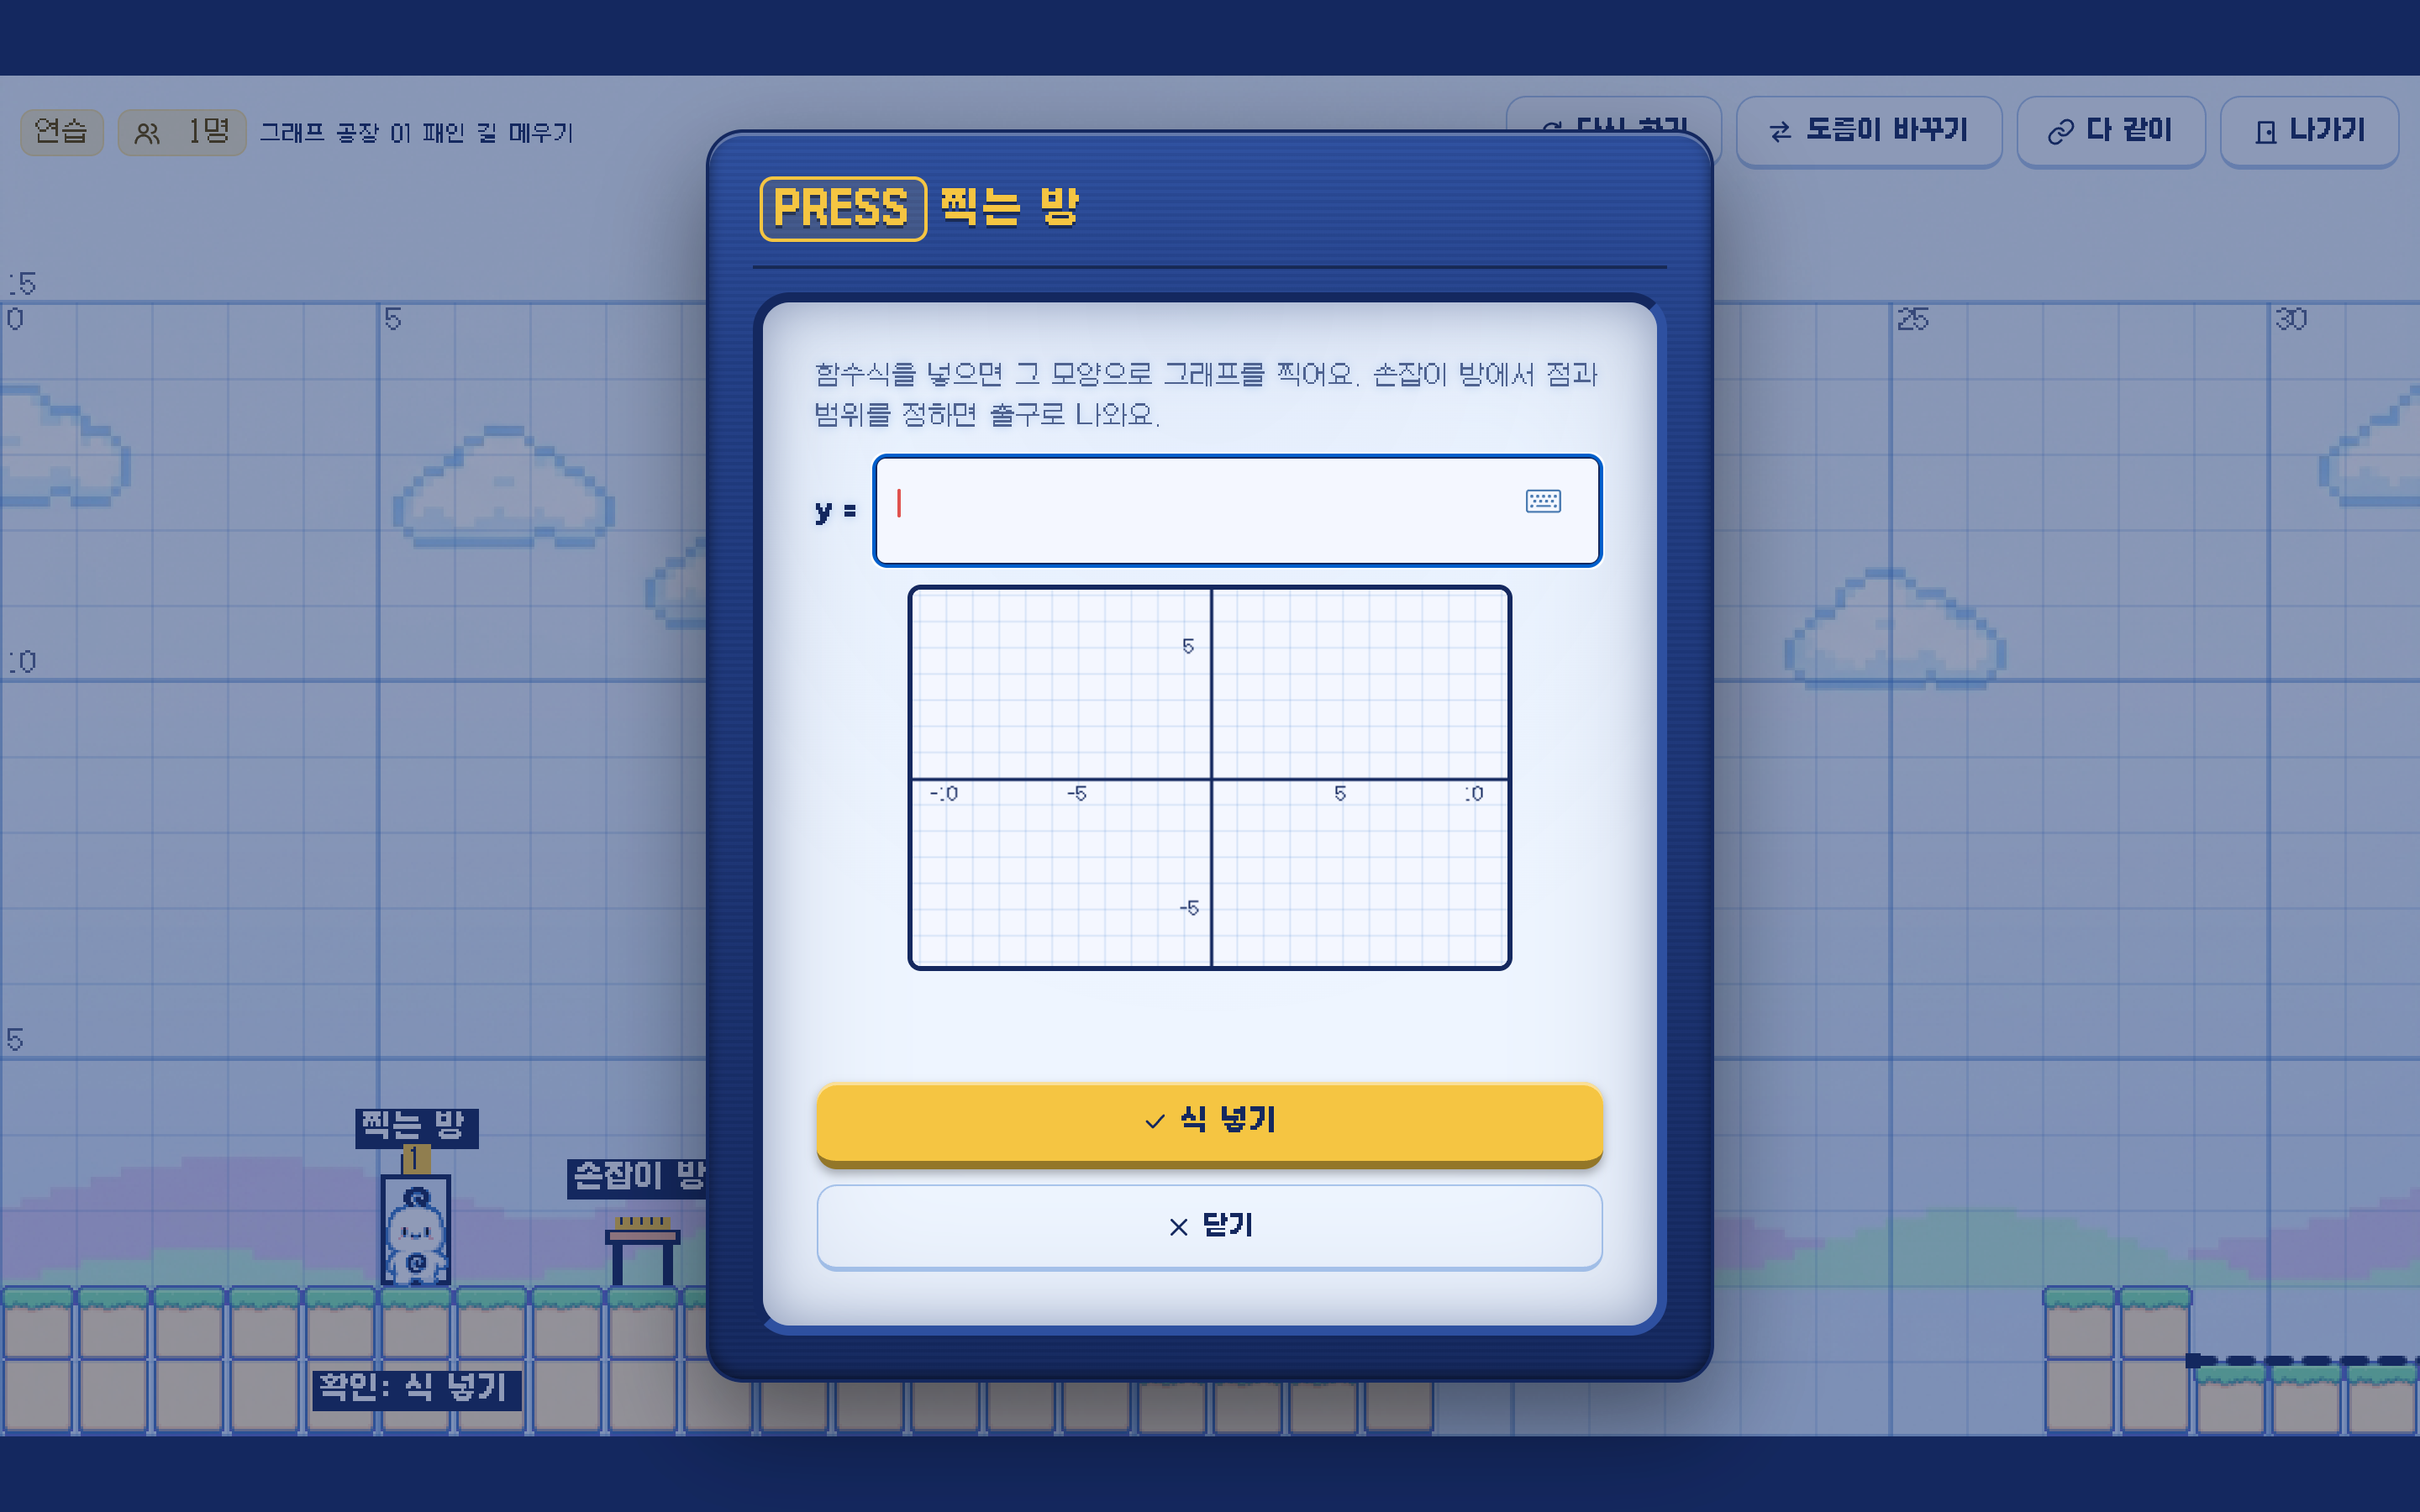 연습
1명
그래프 공장 01 패인 길 메우기
다시 하기
도름이 바꾸기
다 같이
나가기
PRESS 찍는 방
15
0
5
25
30
함수식을 넣으면 그 모양으로 그래프를 찍어요. 손잡이 방에서 점과
범위를 정하면 출구로 나와요.
y =
5
-10
-5
5
10
-5
10
5
찍는 방
1
손잡이 방
식 넣기
닫기
확인: 식 넣기